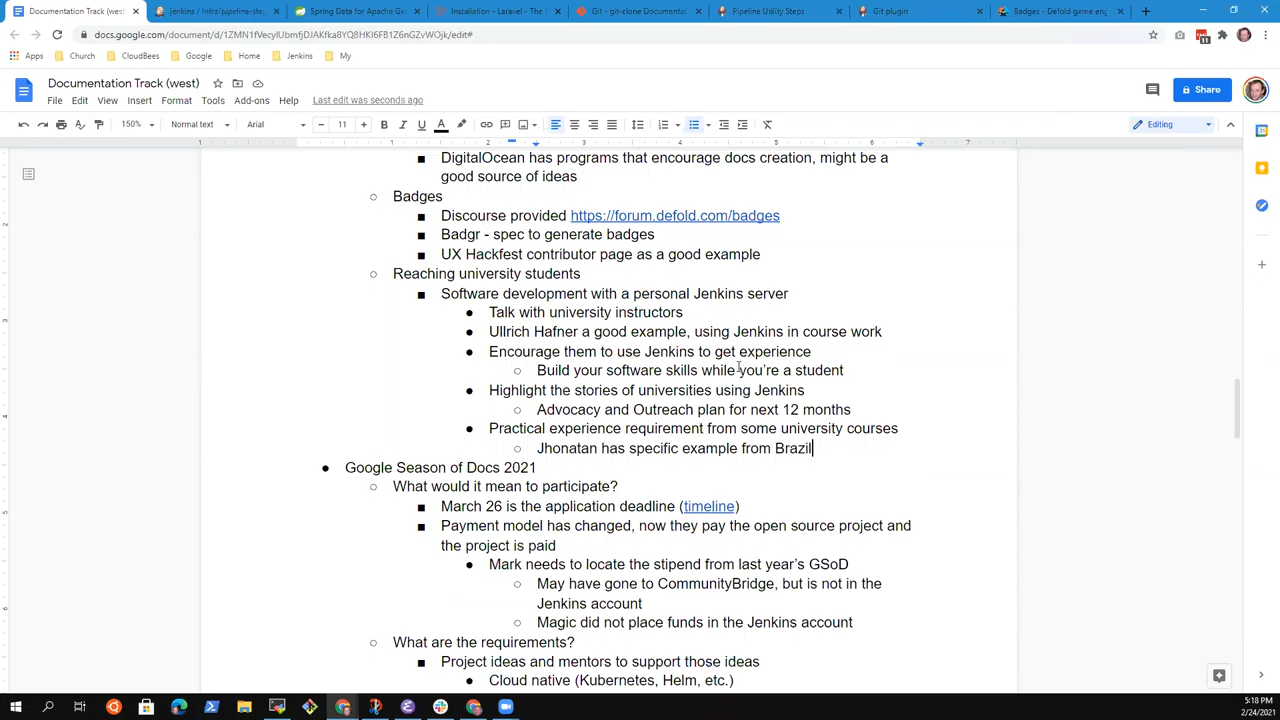 Documentation Track (west)
Jenkins / Infra/pipeline-step
Spring Data for Apache Ge
Installation - Laravel - The
Git - git-clone Documentati
Pipeline Utility Steps
Git plugin
Badges - Defold game eng
docs.google.com/document/d/1ZMN1fVecyIUbmfjDJAKfka8YQ8HKI6FB1Z6nGZvWOjk/edit#
11
Apps
Church
CloudBees
Google
Home
Jenkins
My
Documentation Track (west)
File Edit View Insert Format Tools Add-ons Help Last edit was seconds ago
Share
150% Normal text Arial 11
Editing
1 1 2 3 4 5 6 7
DigitalOcean has programs that encourage docs creation, might be a
good source of ideas
Badges
Discourse provided https://forum.defold.com/badges
Badgr - spec to generate badges
UX Hackfest contributor page as a good example
Reaching university students
Software development with a personal Jenkins server
Talk with university instructors
Ullrich Hafner a good example, using Jenkins in course work
Encourage them to use Jenkins to get experience
Build your software skills while you're a student
Highlight the stories of universities using Jenkins
Advocacy and Outreach plan for next 12 months
Practical experience requirement from some university courses
Jhonatan has specific example from Brazil
Google Season of Docs 2021
What would it mean to participate?
March 26 is the application deadline (timeline)
Payment model has changed, now they pay the open source project and
the project is paid
Mark needs to locate the stipend from last year's GSoD
May have gone to CommunityBridge, but is not in the
Jenkins account
Magic did not place funds in the Jenkins account
What are the requirements?
Project ideas and mentors to support those ideas
Cloud native (Kubernetes, Helm, etc.)
5:18 PM
2/24/2021